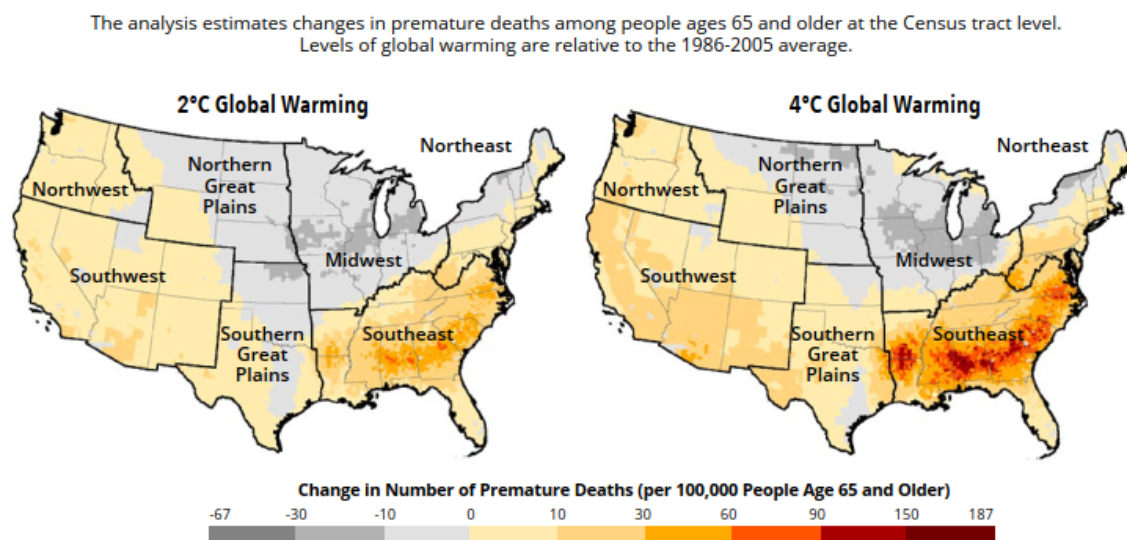 The analysis estimates changes in premature deaths among people ages 65 and older at the Census tract level.
Levels of global warming are relative to the 1986-2005 average.
2°C Global Warming
Northeast
Northern
Great
Plains
Northwest
Midwest
Southwest
Southern
Great
Plains
Southeast
4°C Global Warming
Northeast
Northern
Great
Plains
Northwest
Midwest
Southwest
Southern
Great
Plains
Southeast
Change in Number of Premature Deaths (per 100,000 People Age 65 and Older)
-67 -30 -10 0 10 30 60 90 150 187